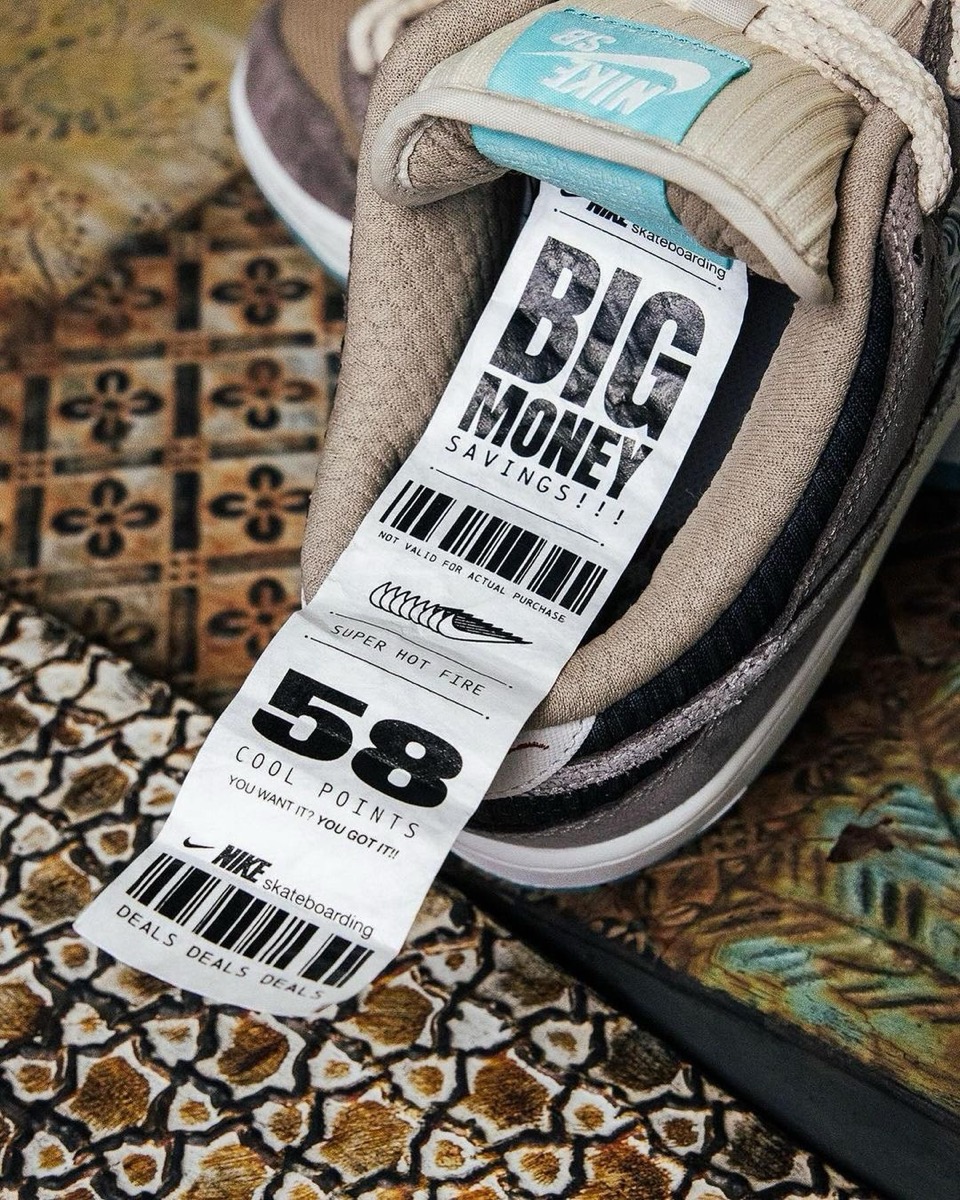 NIKE
SB
NIKE
skateboarding
BIG
MONEY
SAVINGS!!!
NOT VALID FOR ACTUAL PURCHASE
SUPER HOT FIRE
58
COOL POINTS
YOU WANT IT? YOU GOT IT!!
NIKE
skateboarding
DEALS DEALS DEALS